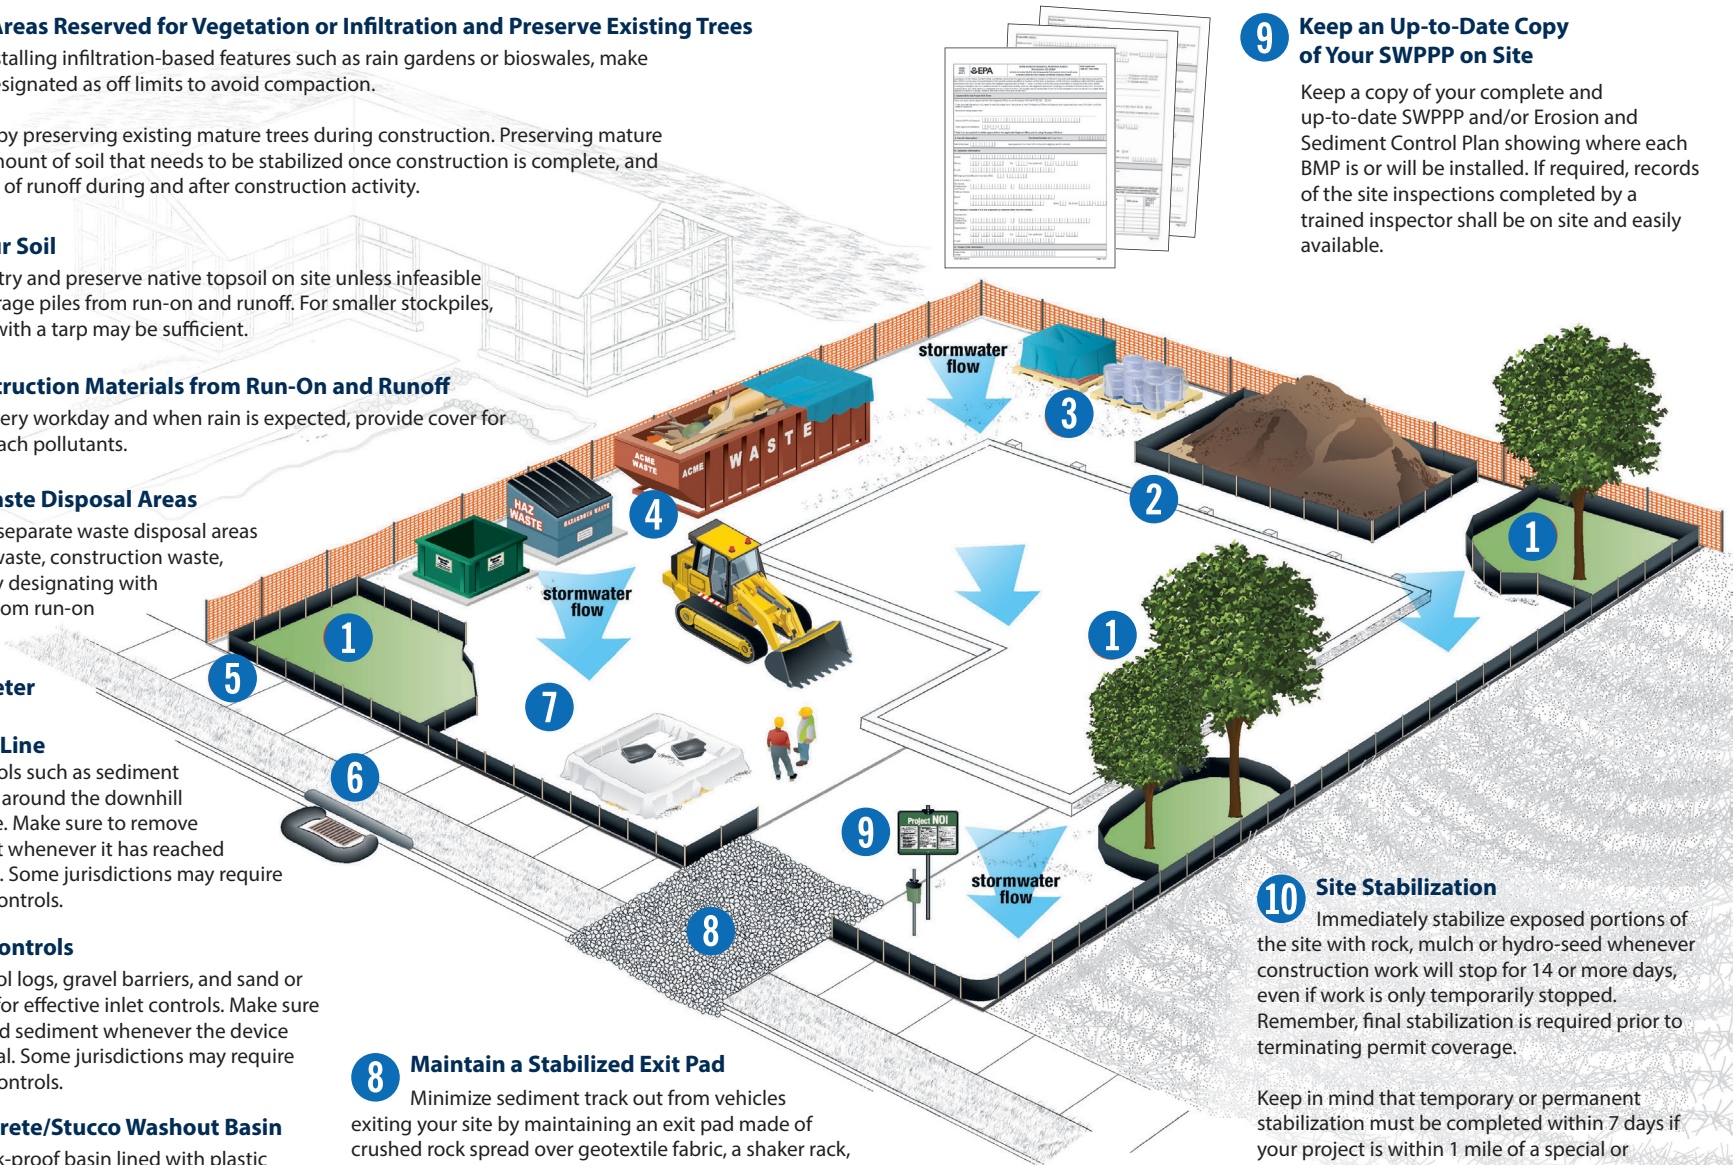 Areas Reserved for Vegetation or Infiltration and Preserve Existing Trees
stalling infiltration-based features such as rain gardens or bioswales, make
esignated as off limits to avoid compaction.
by preserving existing mature trees during construction. Preserving mature
mount of soil that needs to be stabilized once construction is complete, and
of runoff during and after construction activity.
ur Soil
try and preserve native topsoil on site unless infeasible
rage piles from run-on and runoff. For smaller stockpiles,
with a tarp may be sufficient.
truction Materials from Run-On and Runoff
ery workday and when rain is expected, provide cover for
ach pollutants.
aste Disposal Areas
separate waste disposal areas
waste, construction waste,
y designating with
om run-on
eter
Line
ols such as sediment
around the downhill
e. Make sure to remove
t whenever it has reached
. Some jurisdictions may require
ontrols.
ontrols
ol logs, gravel barriers, and sand or
for effective inlet controls. Make sure
d sediment whenever the device
al. Some jurisdictions may require
ontrols.
rete/Stucco Washout Basin
k-proof basin lined with plastic
8 Maintain a Stabilized Exit Pad
Minimize sediment track out from vehicles
exiting your site by maintaining an exit pad made of
crushed rock spread over geotextile fabric, a shaker rack,
EPA
9 Keep an Up-to-Date Copy
of Your SWPPP on Site
Keep a copy of your complete and
up-to-date SWPPP and/or Erosion and
Sediment Control Plan showing where each
BMP is or will be installed. If required, records
of the site inspections completed by a
trained inspector shall be on site and easily
available.
stormwater
flow
3
ACME
WASTE
ACME WASTE
HAZ
WASTE
HAZARDOUS WASTE
4
2
1
stormwater
flow
1
1
5
7
6
9
Project NOI
stormwater
flow
8
10 Site Stabilization
Immediately stabilize exposed portions of
the site with rock, mulch or hydro-seed whenever
construction work will stop for 14 or more days,
even if work is only temporarily stopped.
Remember, final stabilization is required prior to
terminating permit coverage.
Keep in mind that temporary or permanent
stabilization must be completed within 7 days if
your project is within 1 mile of a special or